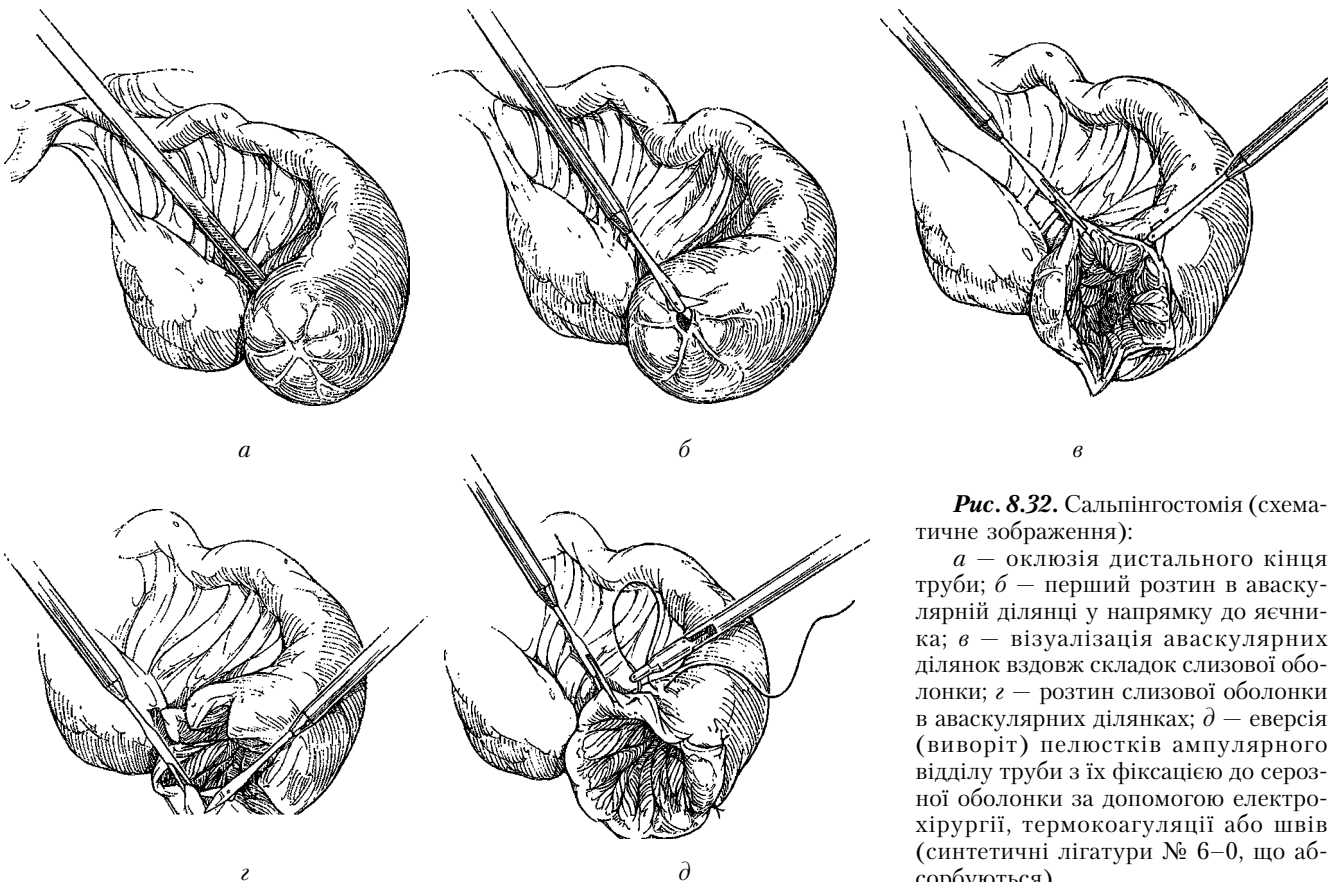 а
б
в
г
д
Рис. 8.32. Сальпінгостомія (схема-
тичне зображення):
а — оклюзія дистального кінця
труби; б — перший розтин в аваску-
лярній ділянці у напрямку до яєчни-
ка; в — візуалізація аваскулярних
ділянок вздовж складок слизової обо-
лонки; г — розтин слизової оболонки
в аваскулярних ділянках; д — еверсія
(виворіт) пелюстків ампулярного
відділу труби з їх фіксацією до сероз-
ної оболонки за допомогою електро-
хірургії, термокоагуляції або швів
(синтетичні лігатури № 6–0, що аб-
сорбуються)